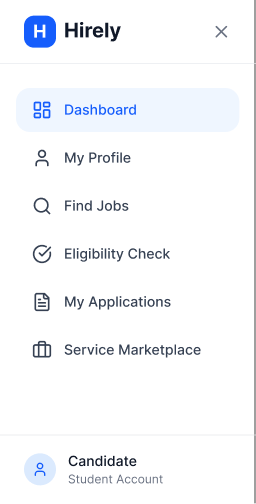 H Hirely
Dashboard
My Profile
Find Jobs
Eligibility Check
My Applications
Service Marketplace
Candidate
Student Account